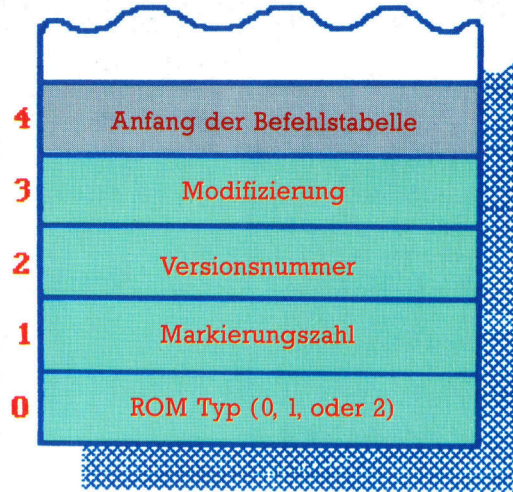 4 Anfang der Befehlstabelle
3 Modifizierung
2 Versionsnummer
1 Markierungszahl
0 ROM Typ (0, 1, oder 2)